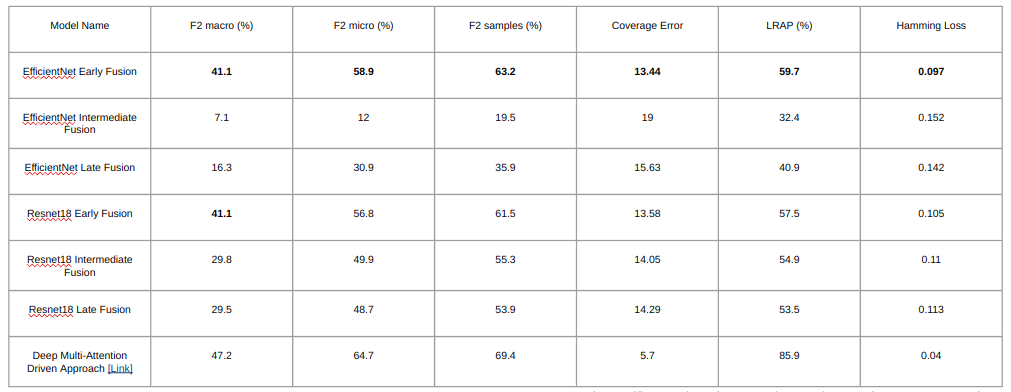 Model Name F2 macro (%) F2 micro (%) F2 samples (%) Coverage Error LRAP (%) Hamming Loss
EfficientNet Early Fusion 41.1 58.9 63.2 13.44 59.7 0.097
EfficientNet Intermediate
Fusion 7.1 12 19.5 19 32.4 0.152
EfficientNet Late Fusion 16.3 30.9 35.9 15.63 40.9 0.142
Resnet18 Early Fusion 41.1 56.8 61.5 13.58 57.5 0.105
Resnet18 Intermediate
Fusion 29.8 49.9 55.3 14.05 54.9 0.11
Resnet18 Late Fusion 29.5 48.7 53.9 14.29 53.5 0.113
Deep Multi-Attention
Driven Approach [Link] 47.2 64.7 69.4 5.7 85.9 0.04